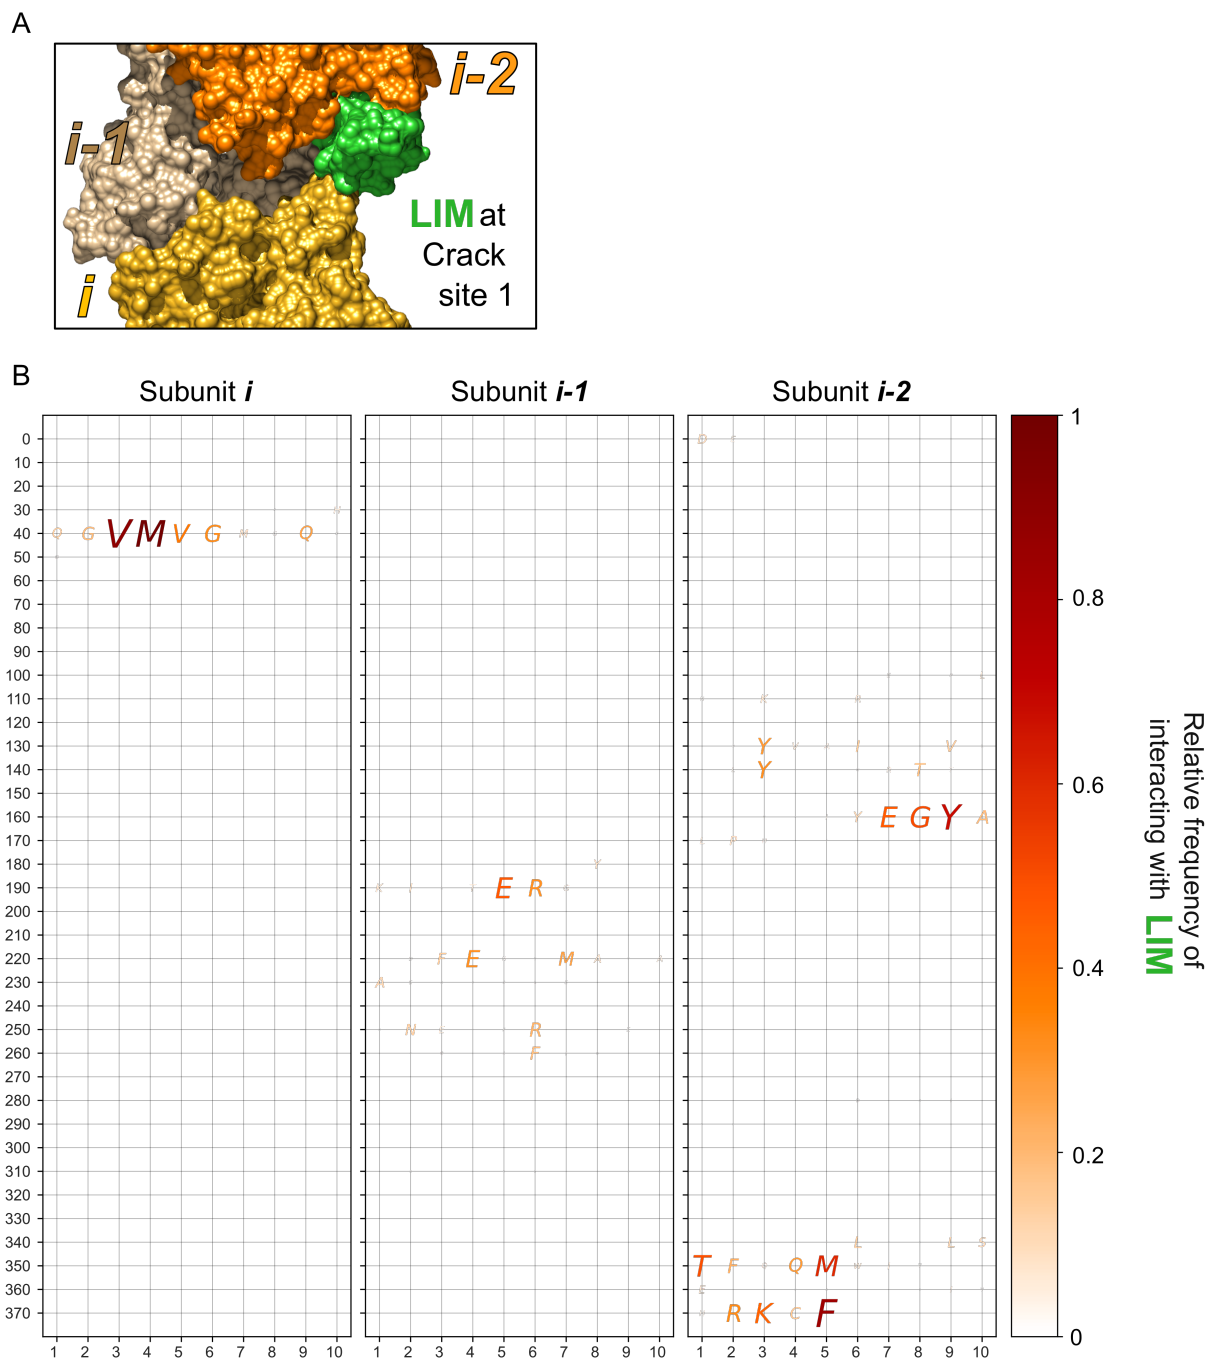 A
i-2
i-1
LIM at
Crack
site 1
i
B
Subunit i
Subunit i-1
Subunit i-2
0
10
20
30
40
50
60
70
80
90
100
110
120
130
140
150
160
170
180
190
200
210
220
230
240
250
260
270
280
290
300
310
320
330
340
350
360
370
Q G V M V G N Q
Y
K E R G
F E M A
A
N R
F
D
K K
Y I V
Y T
Y E G Y A
L L S
T F Q M
E
R K C F
1 2 3 4 5 6 7 8 9 10
1 2 3 4 5 6 7 8 9 10
1 2 3 4 5 6 7 8 9 10
1
0.8
0.6
0.4
0.2
0
Relative frequency of
interacting with LIM